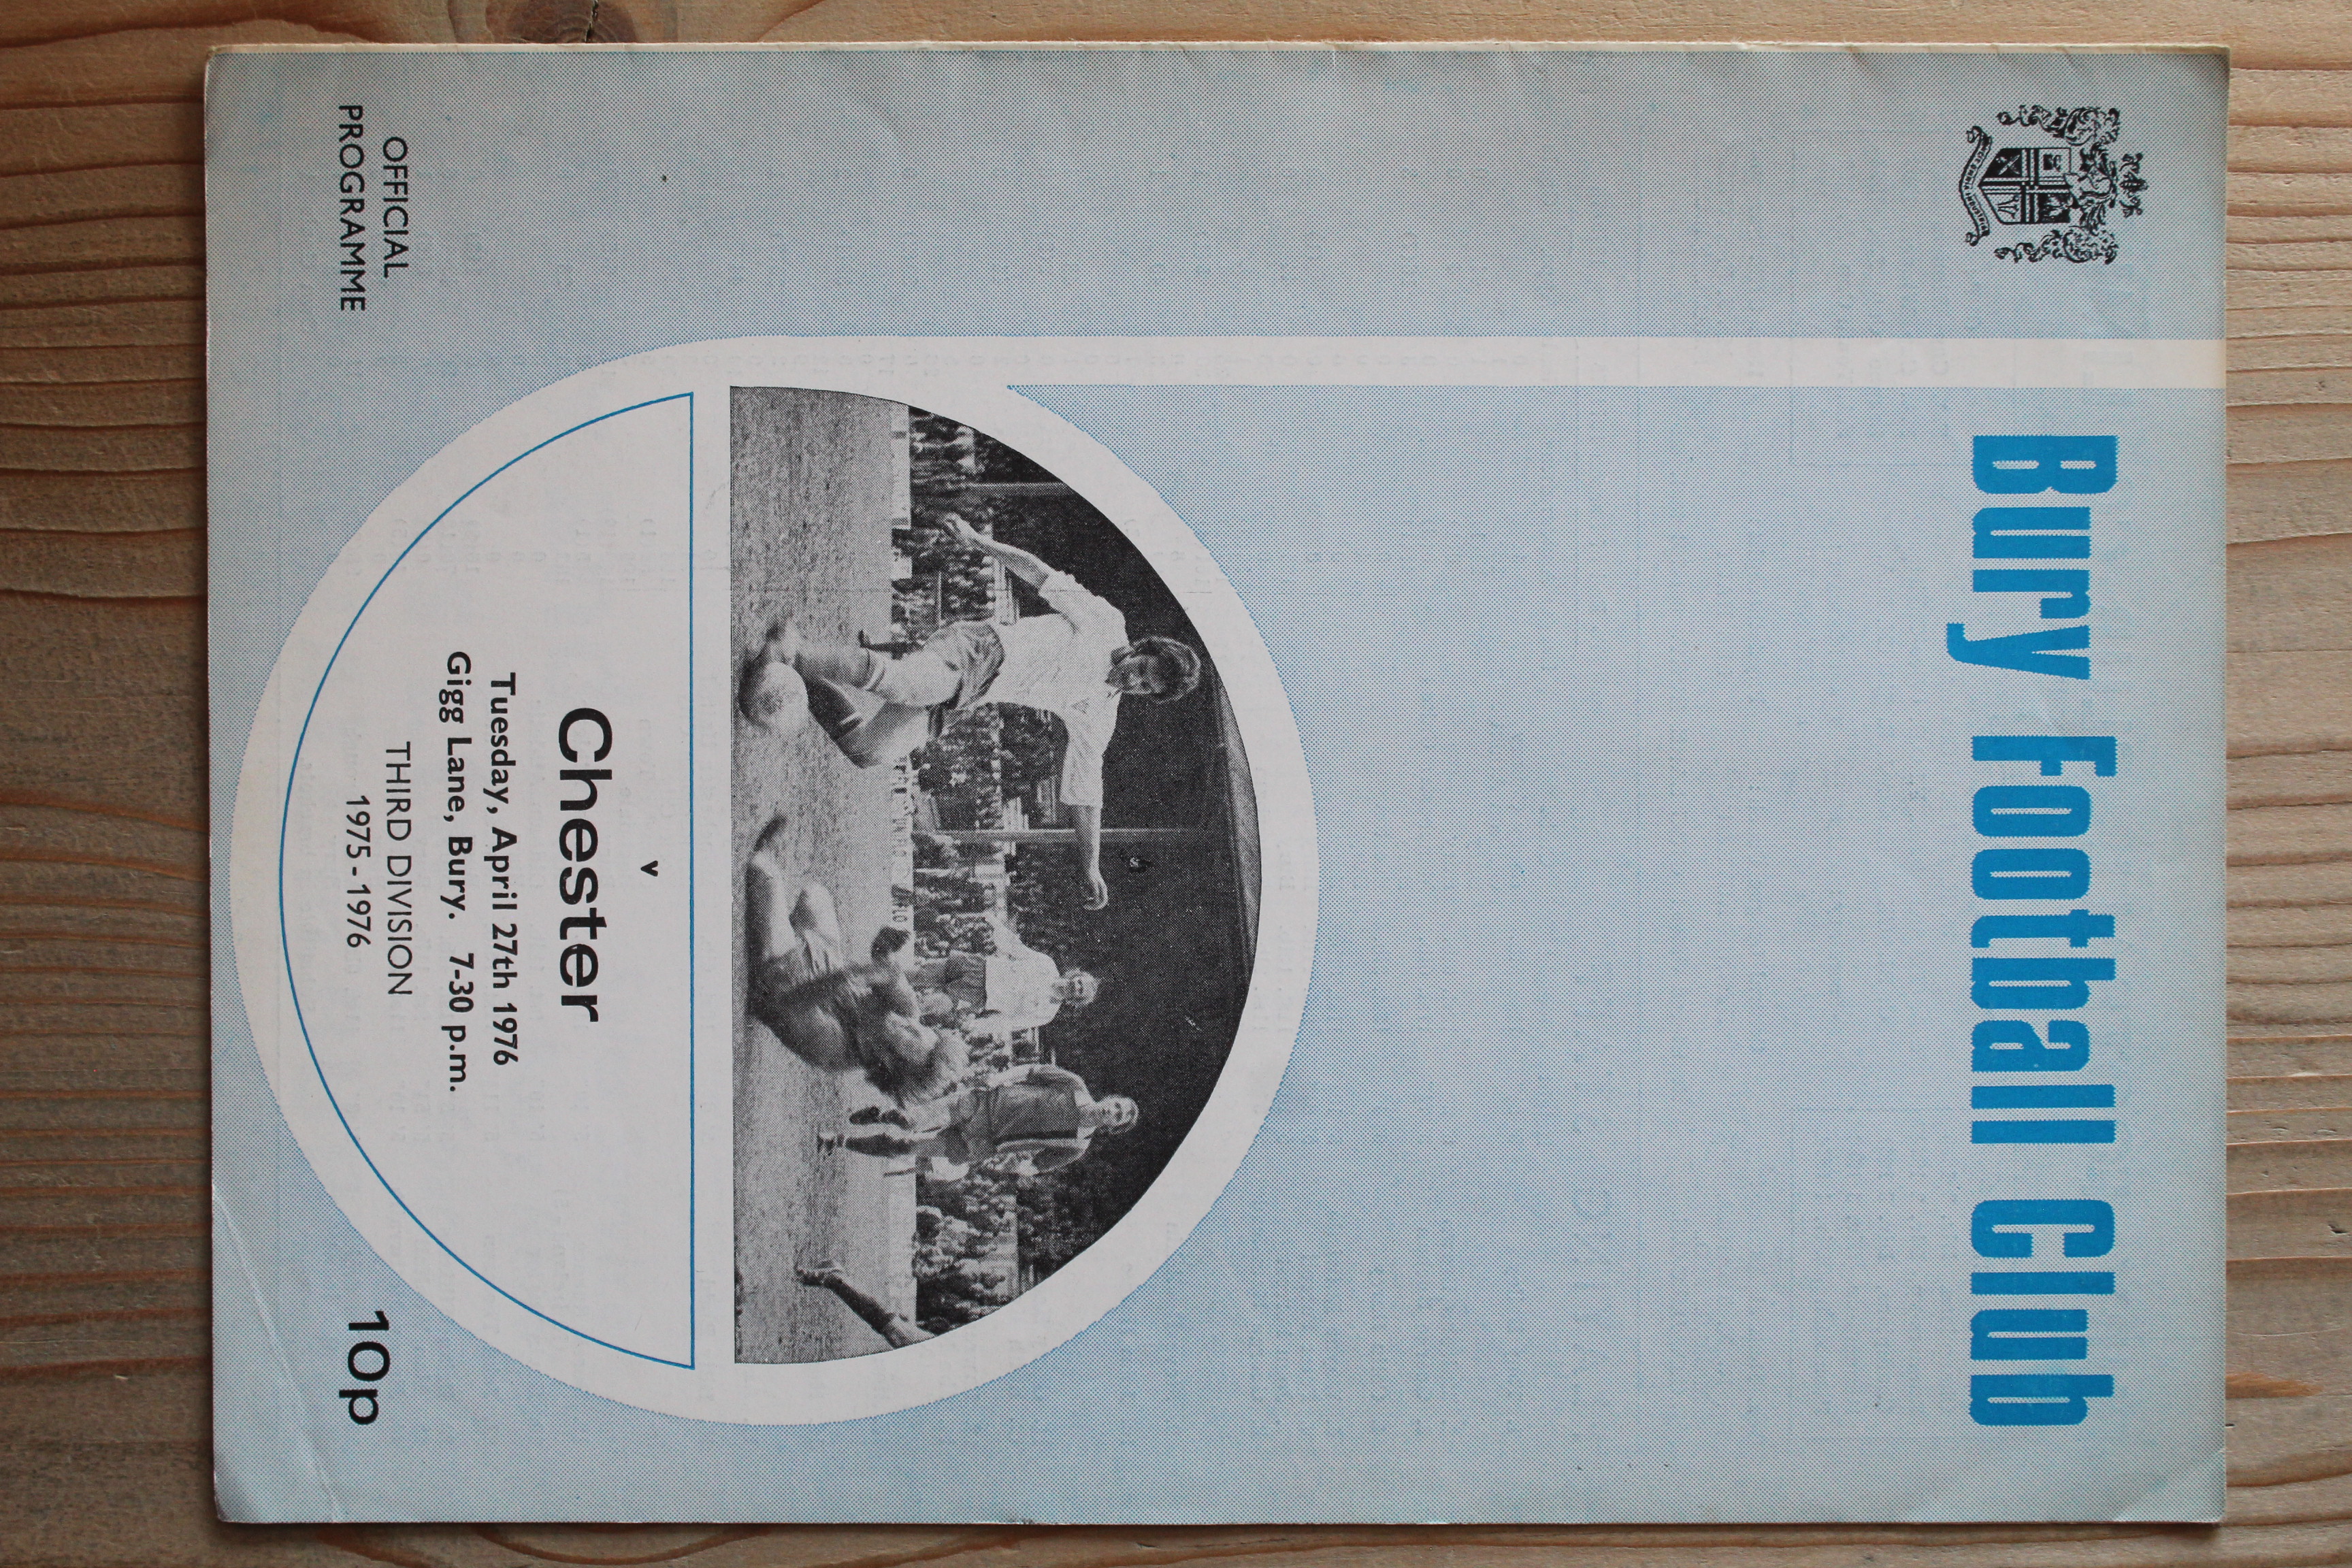 Bury Football Club
v
Chester
Tuesday, April 27th 1976
Gigg Lane, Bury. 7-30 p.m.
THIRD DIVISION
1975-1976
OFFICIAL
PROGRAMME
10p